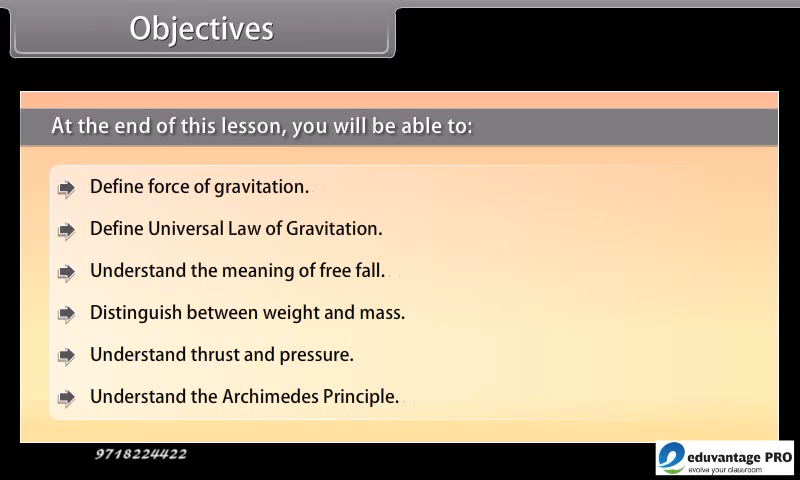 Objectives
At the end of this lesson, you will be able to:
Define force of gravitation.
Define Universal Law of Gravitation.
Understand the meaning of free fall.
Distinguish between weight and mass.
Understand thrust and pressure.
Understand the Archimedes Principle.
9718224422
eduvantage PRO
evolve your classroom